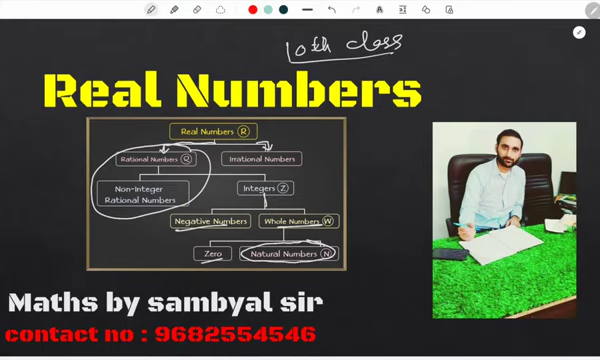 10th class
Real Numbers
Real Numbers R
Rational Numbers Q
Irrational Numbers
Non-Integer
Rational Numbers
Integers Z
Negative Numbers
Whole Numbers W
Zero
Natural Numbers N
Maths by sambyal sir
contact no : 9682554546